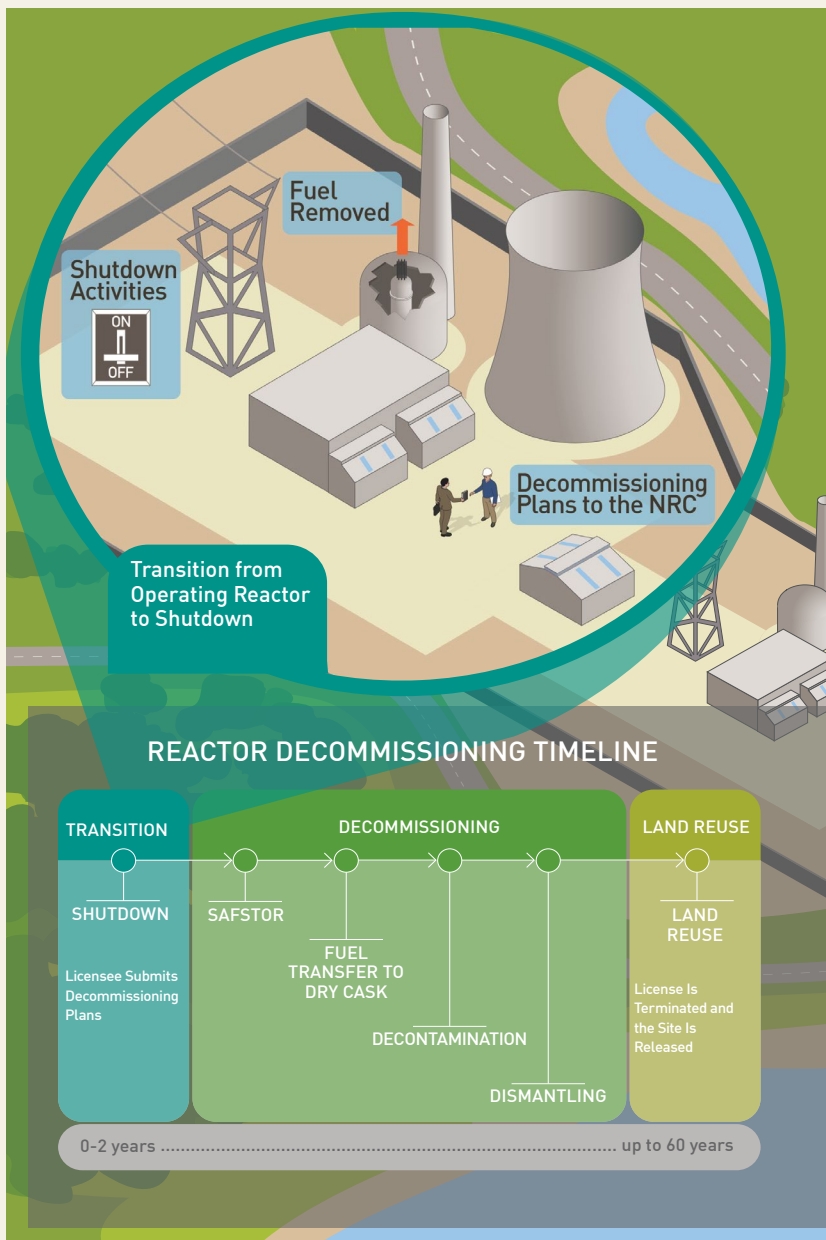 Fuel
Removed
Shutdown
Activities
ON
OFF
Decommissioning
Plans to the NRC
Transition from
Operating Reactor
to Shutdown
REACTOR DECOMMISSIONING TIMELINE
TRANSITION
DECOMMISSIONING
LAND REUSE
SHUTDOWN
SAFSTOR
LAND
REUSE
FUEL
TRANSFER TO
DRY CASK
Licensee Submits
Decommissioning
Plans
License Is
Terminated and
the Site Is
Released
DECONTAMINATION
DISMANTLING
0-2 years ............................................................................................ up to 60 years